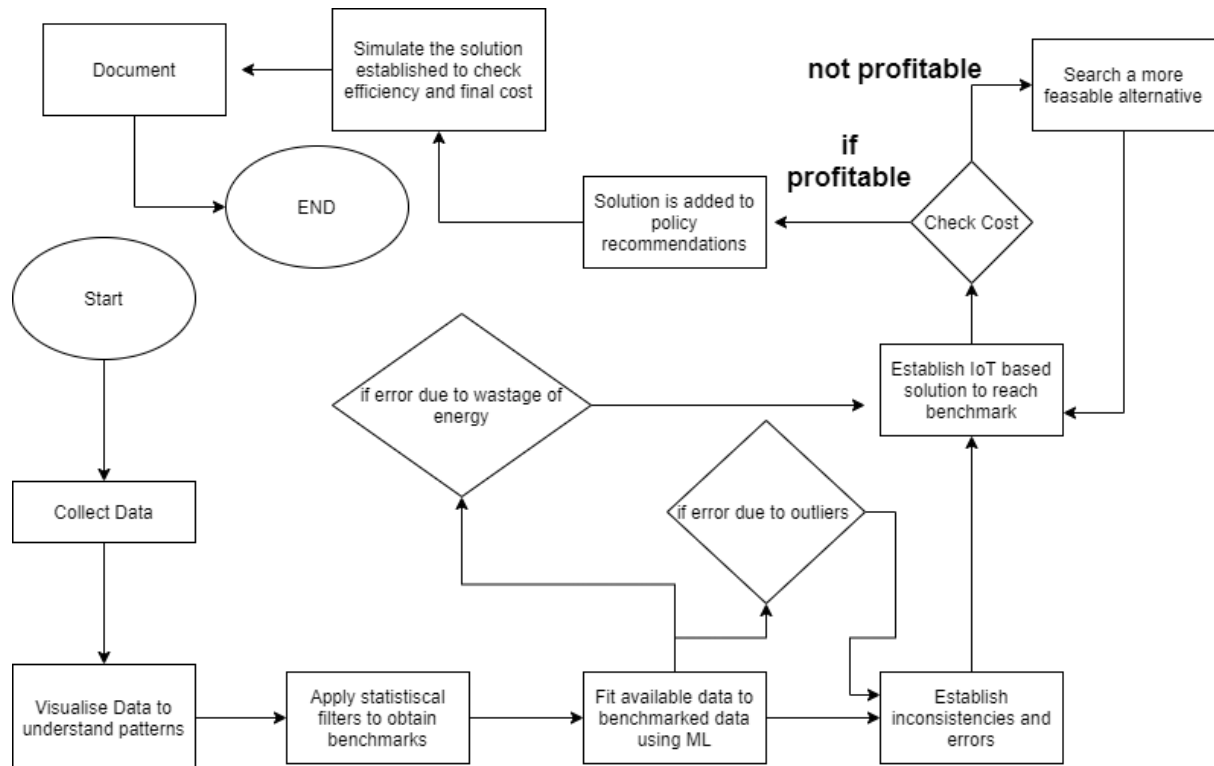 Document
Simulate the solution
established to check
efficiency and final cost
not profitable
Search a more
feasable alternative
if
profitable
END
Solution is added to
policy
recommendations
Check Cost
Start
if error due to wastage of
energy
Establish IoT based
solution to reach
benchmark
Collect Data
if error due to outliers
Visualise Data to
understand patterns
Apply statistiscal
filters to obtain
benchmarks
Fit available data to
benchmarked data
using ML
Establish
inconsistencies and
errors